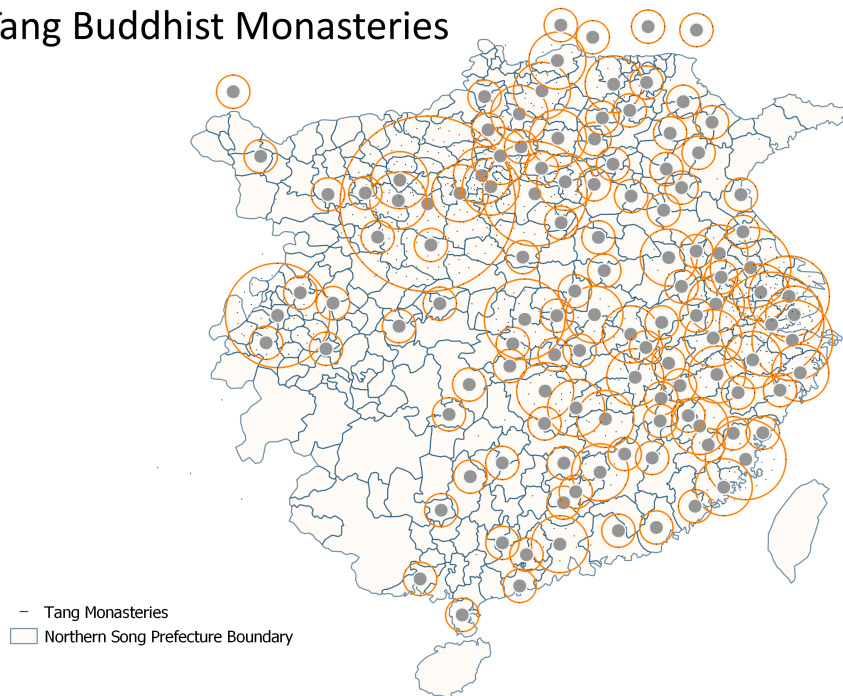 Tang Buddhist Monasteries
Tang Monasteries
Northern Song Prefecture Boundary